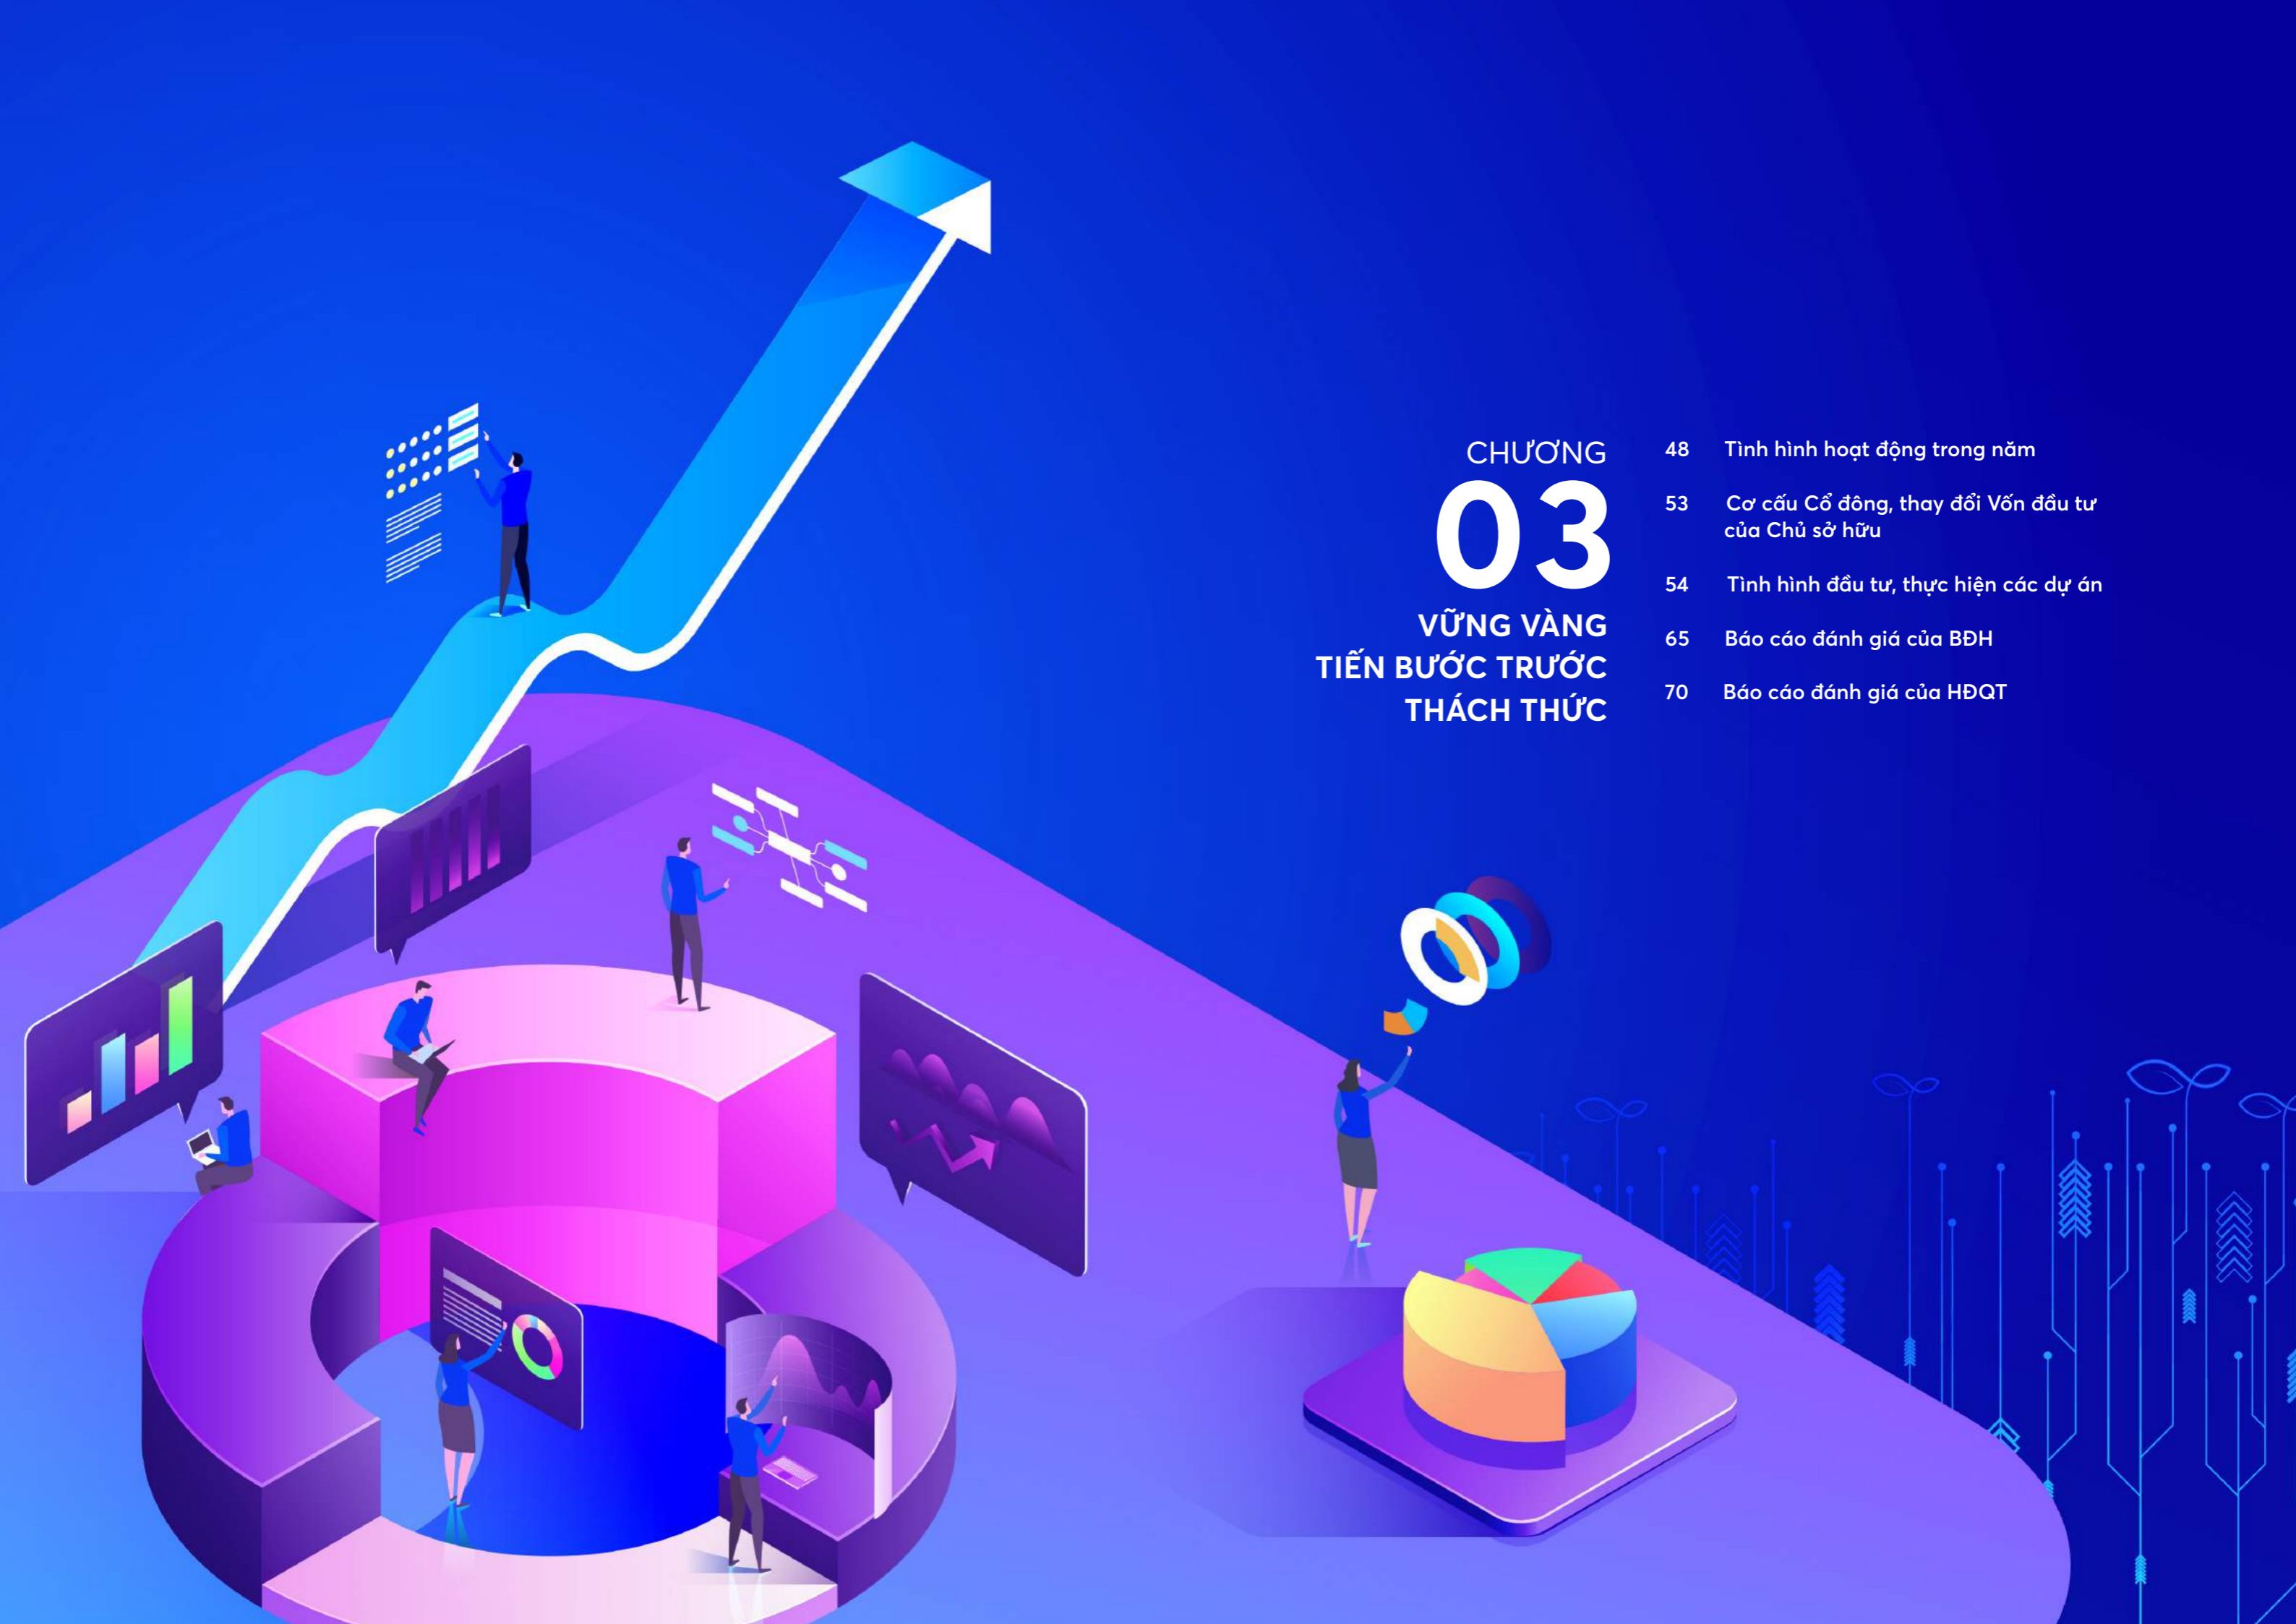 CHƯƠNG
03
VỮNG VÀNG
TIẾN BƯỚC TRƯỚC
THÁCH THỨC
48 Tình hình hoạt động trong năm
53 Cơ cấu Cổ đông, thay đổi Vốn đầu tư
của Chủ sở hữu
54 Tình hình đầu tư, thực hiện các dự án
65 Báo cáo đánh giá của BĐH
70 Báo cáo đánh giá của HĐQT